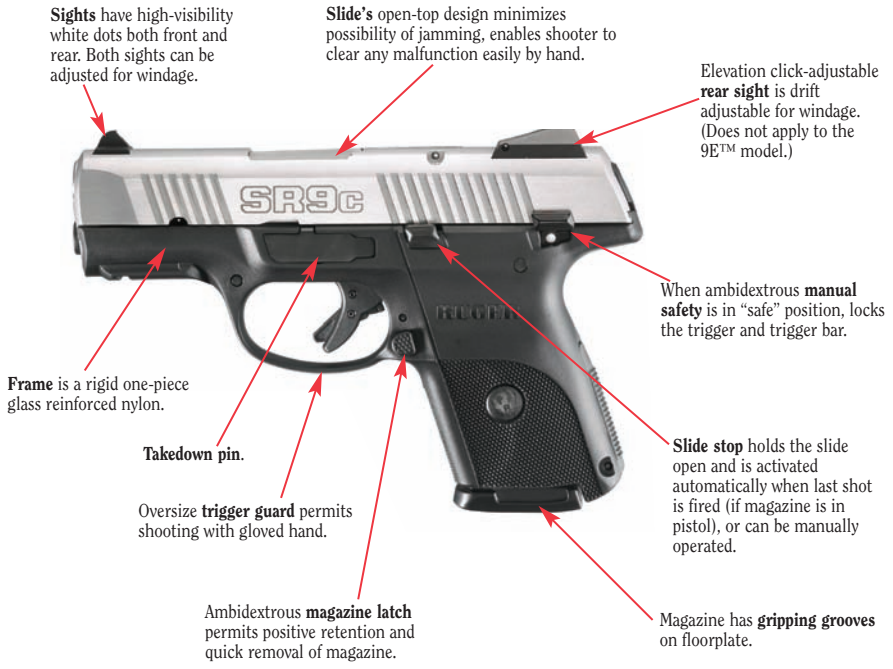 Sights have high-visibility
white dots both front and
rear. Both sights can be
adjusted for windage.
Slide's open-top design minimizes
possibility of jamming, enables shooter to
clear any malfunction easily by hand.
Elevation click-adjustable
rear sight is drift
adjustable for windage.
(Does not apply to the
9E™ model.)
SR9c
RUGER
When ambidextrous manual
safety is in “safe” position, locks
the trigger and trigger bar.
Frame is a rigid one-piece
glass reinforced nylon.
Takedown pin.
Oversize trigger guard permits
shooting with gloved hand.
Slide stop holds the slide
open and is activated
automatically when last shot
is fired (if magazine is in
pistol), or can be manually
operated.
Ambidextrous magazine latch
permits positive retention and
quick removal of magazine.
Magazine has gripping grooves
on floorplate.